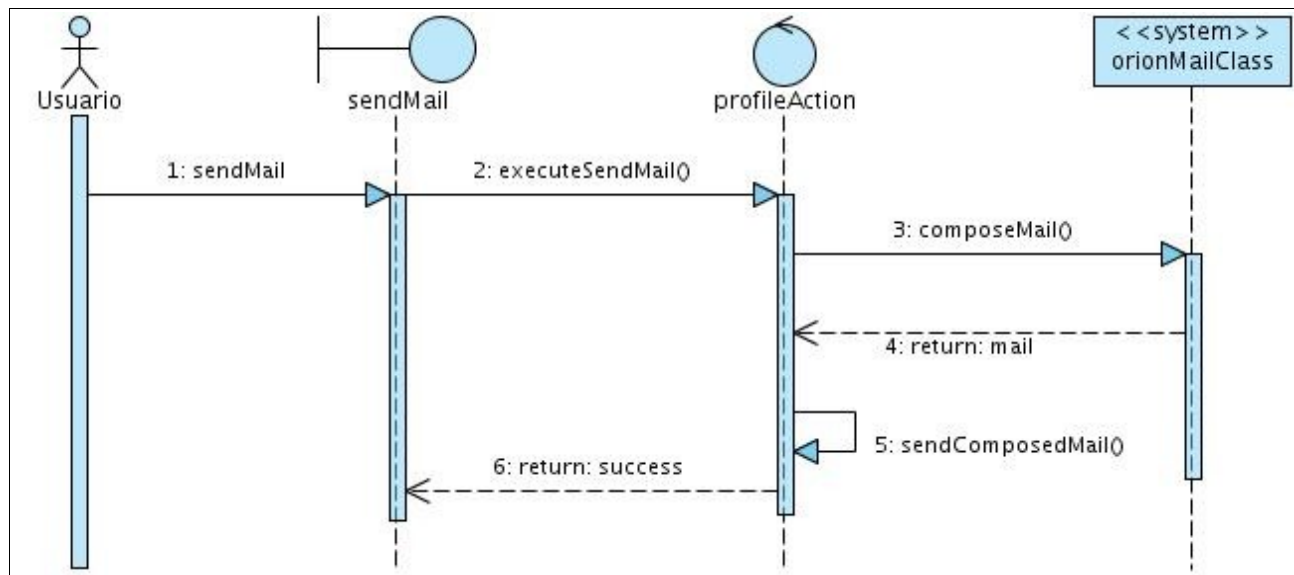 <<system>>
orionMailClass
Usuario
sendMail
profileAction
1: sendMail
2: executeSendMail()
3: composeMail()
4: return: mail
5: sendComposedMail()
6: return: success